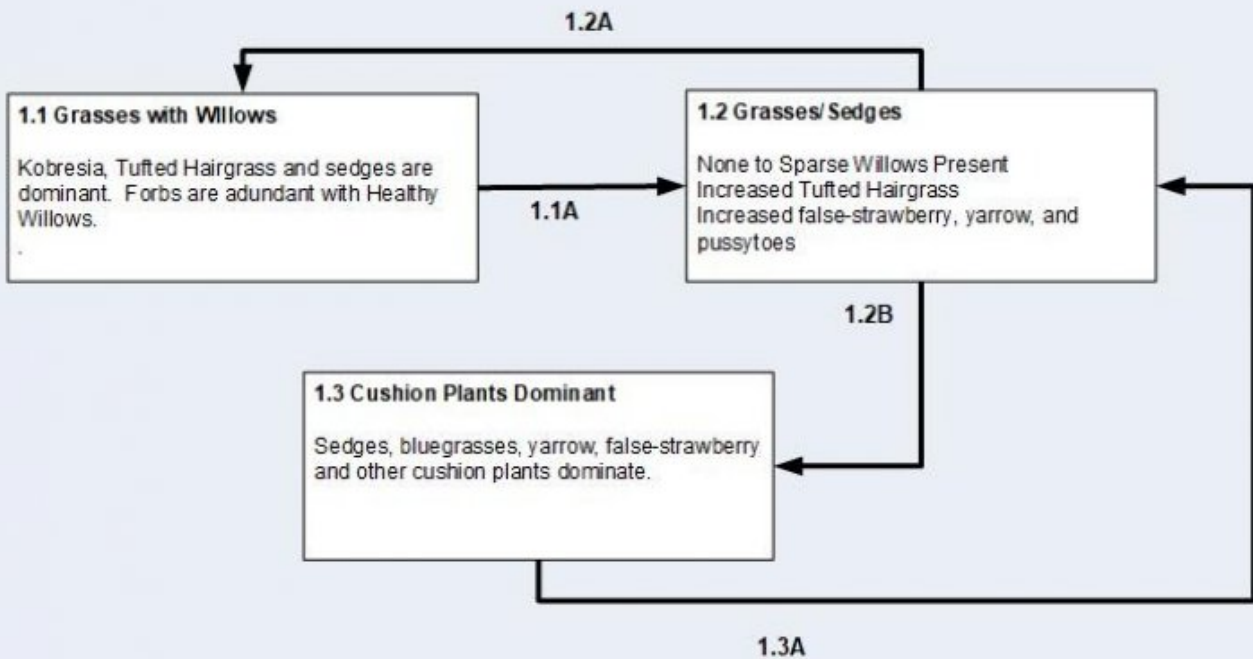 1.2A
1.1 Grasses with Willows
Kobresia, Tufted Hairgrass and sedges are
dominant. Forbs are adundant with Healthy
Willows.
.
1.1A
1.2 Grasses/Sedges
None to Sparse Willows Present
Increased Tufted Hairgrass
Increased false-strawberry, yarrow, and
pussytoes
1.2B
1.3 Cushion Plants Dominant
Sedges, bluegrasses, yarrow, false-strawberry
and other cushion plants dominate.
1.3A